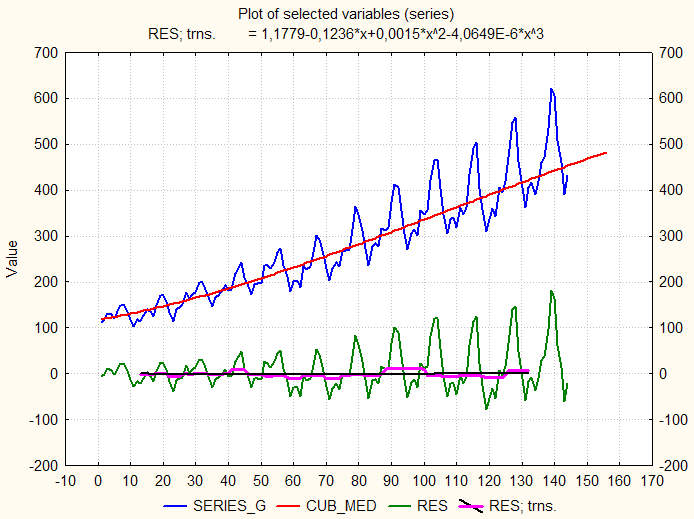 Plot of selected variables (series)
RES; trns. = 1,1779-0,1236*x+0,0015*x^2-4,0649E-6*x^3
700 700
600 600
500 500
400 400
300 300
200 200
100 100
0 0
-100 -100
-200 -200
Value
-10 0 10 20 30 40 50 60 70 80 90 100 110 120 130 140 150 160 170
SERIES_G CUB_MED RES RES; trns.